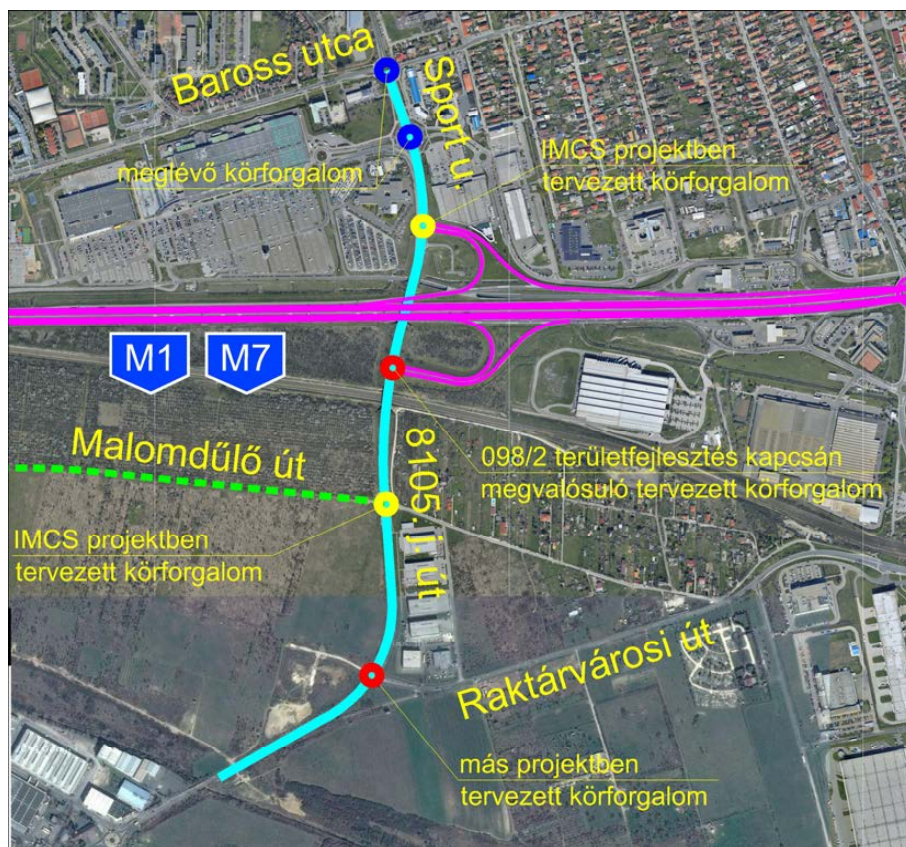 Baross utca
Sport u.
meglévő körforgalom
IMCS projektben
tervezett körforgalom
M1
M7
Malomdűlő út
8105. j. út
098/2 területfejlesztés kapcsán
megvalósuló tervezett körforgalom
IMCS projektben
tervezett körforgalom
Raktárvárosi út
más projektben
tervezett körforgalom